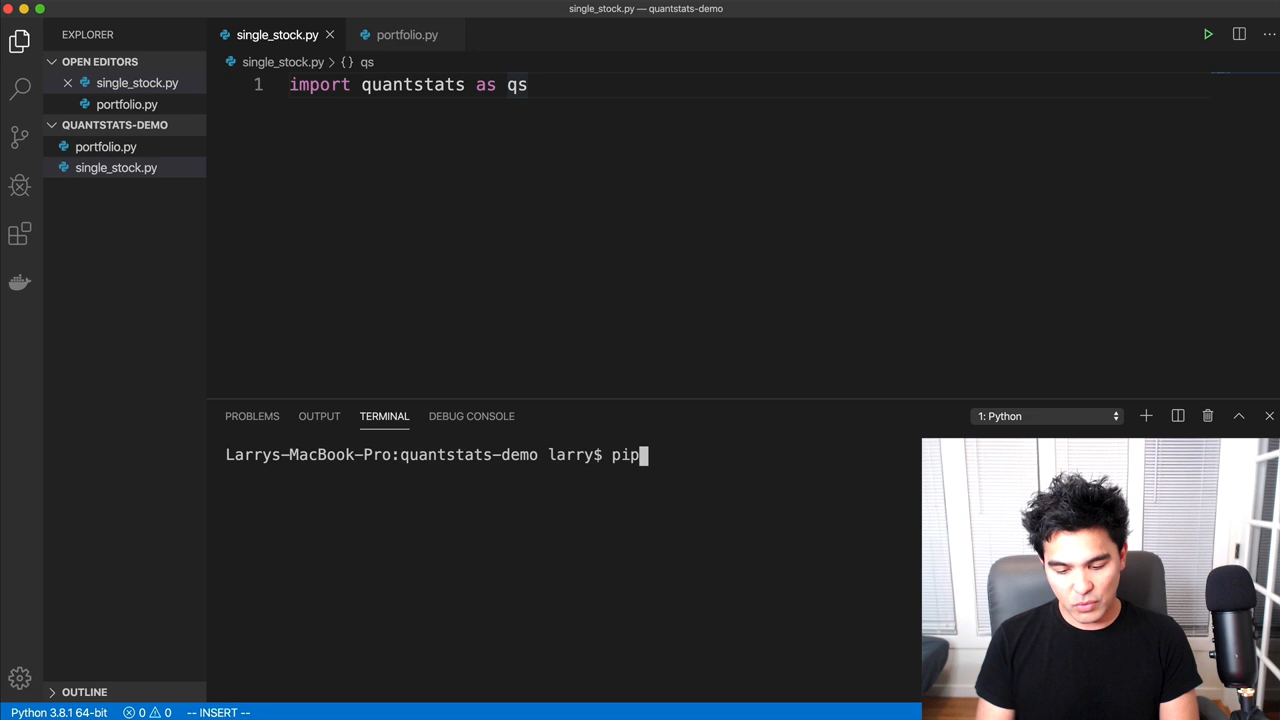 single_stock.py — quantstats-demo
EXPLORER
OPEN EDITORS
single_stock.py
portfolio.py
QUANTSTATS-DEMO
portfolio.py
single_stock.py
OUTLINE
single_stock.py
portfolio.py
single_stock.py > {} qs
1 import quantstats as qs
PROBLEMS OUTPUT TERMINAL DEBUG CONSOLE
1: Python
Larrys-MacBook-Pro:quantstats-demo larry$ pip
Python 3.8.1 64-bit 0 0 -- INSERT --